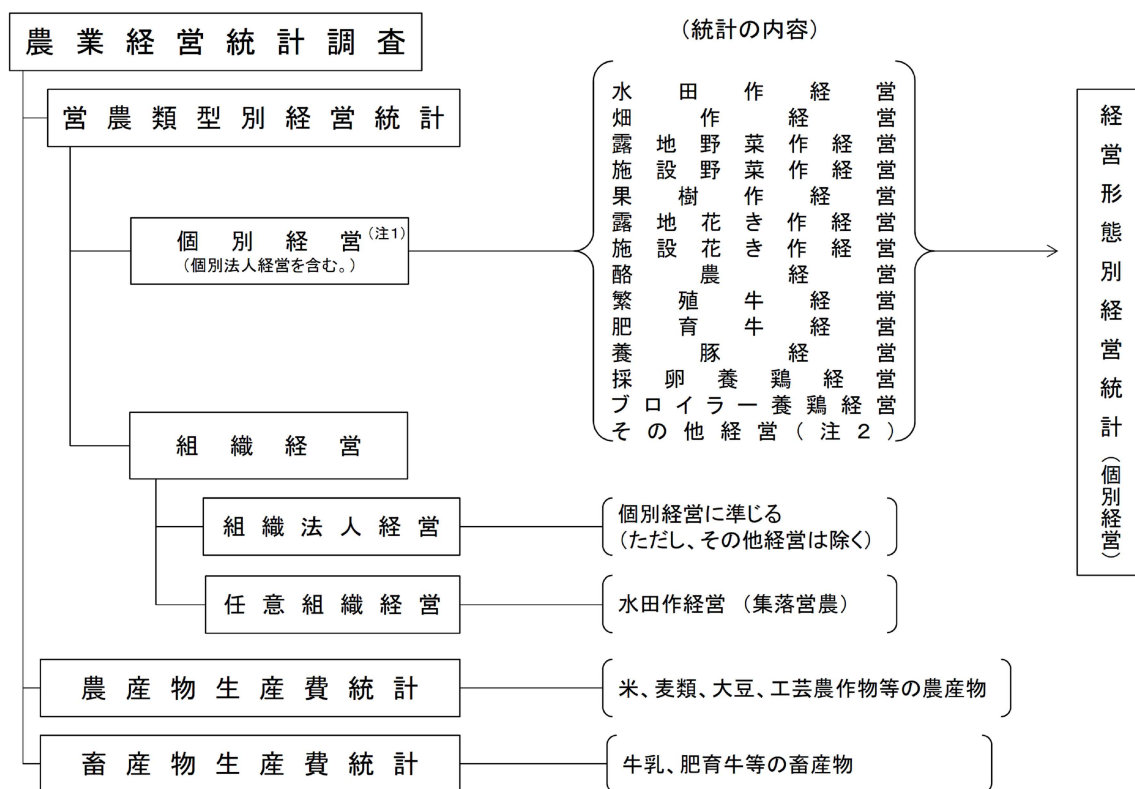 農業経営統計調査
(統計の内容)
営農類型別経営統計
個別経営(注1)
(個別法人経営を含む。)
水田作経営
畑作経営
露地野菜作経営
施設野菜作経営
果樹作経営
露地花き作経営
施設花き作経営
酪農経営
繁殖牛経営
肥育牛経営
養豚経営
採卵養鶏経営
ブロイラー養鶏経営
その他経営(注2)
経営形態別経営統計(個別経営)
組織経営
組織法人経営
個別経営に準じる
(ただし、その他経営は除く)
任意組織経営
水田作経営 (集落営農)
農産物生産費統計
米、麦類、大豆、工芸農作物等の農産物
畜産物生産費統計
牛乳、肥育牛等の畜産物